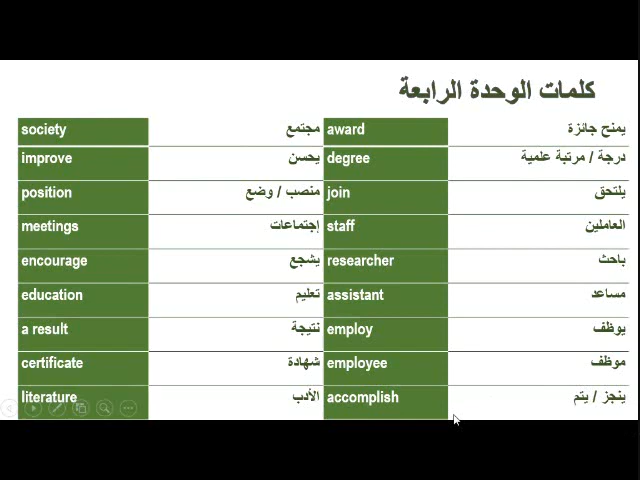 كلمات الوحدة الرابعة
society مجتمع award يمنح جائزة
improve يحسن degree درجة / مرتبة علمية
position منصب / وضع join يلتحق
meetings إجتماعات staff العاملين
encourage يشجع researcher باحث
education تعليم assistant مساعد
a result نتيجة employ يوظف
certificate شهادة employee موظف
literature الأدب accomplish ينجز / يتم